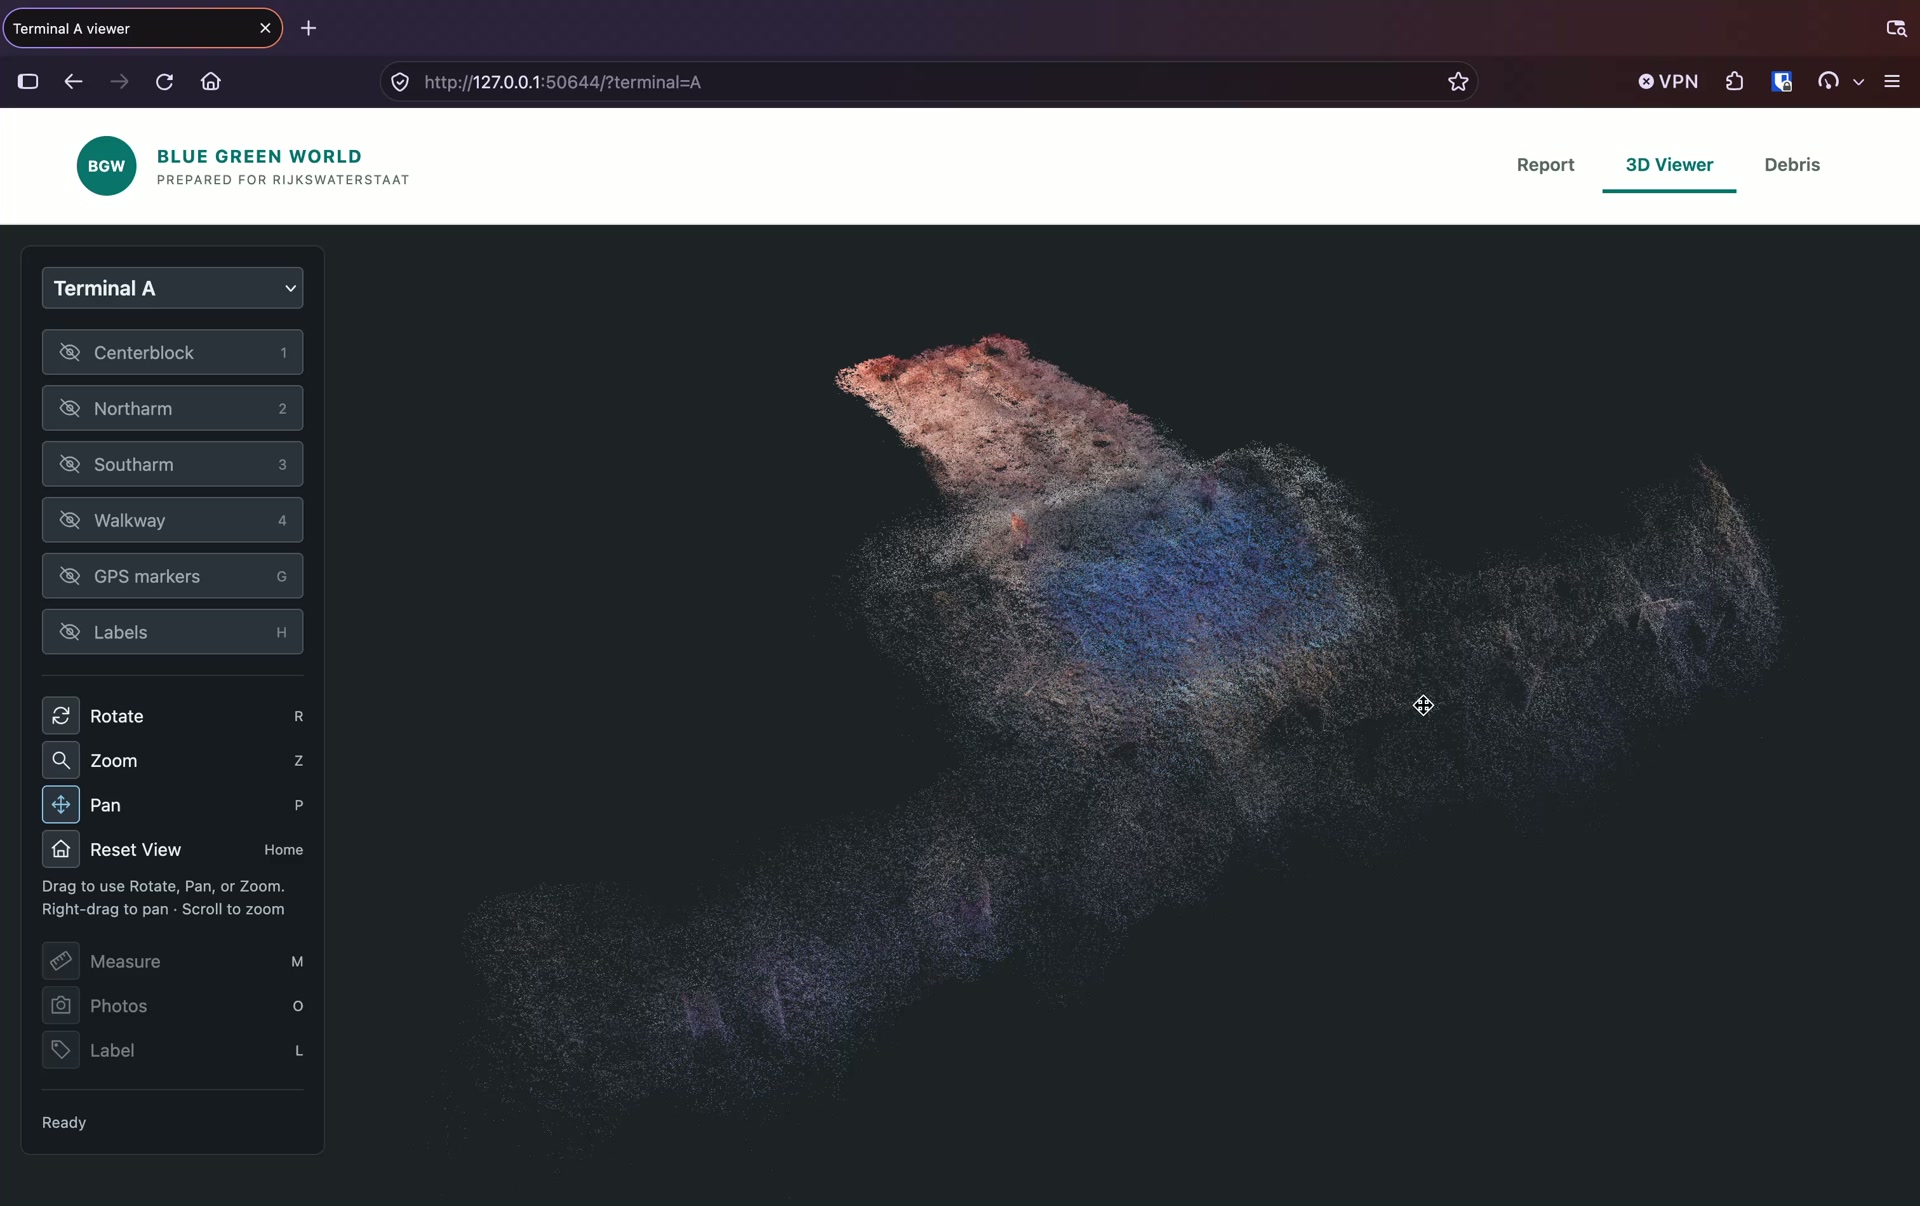 Terminal A viewer
http://127.0.0.1:50644/?terminal=A
VPN
BGW
BLUE GREEN WORLD
PREPARED FOR RIJKSWATERSTAAT
Report
3D Viewer
Debris
Terminal A
Centerblock 1
Northarm 2
Southarm 3
Walkway 4
GPS markers G
Labels H
Rotate R
Zoom Z
Pan P
Reset View Home
Drag to use Rotate, Pan, or Zoom.
Right-drag to pan · Scroll to zoom
Measure M
Photos O
Label L
Ready